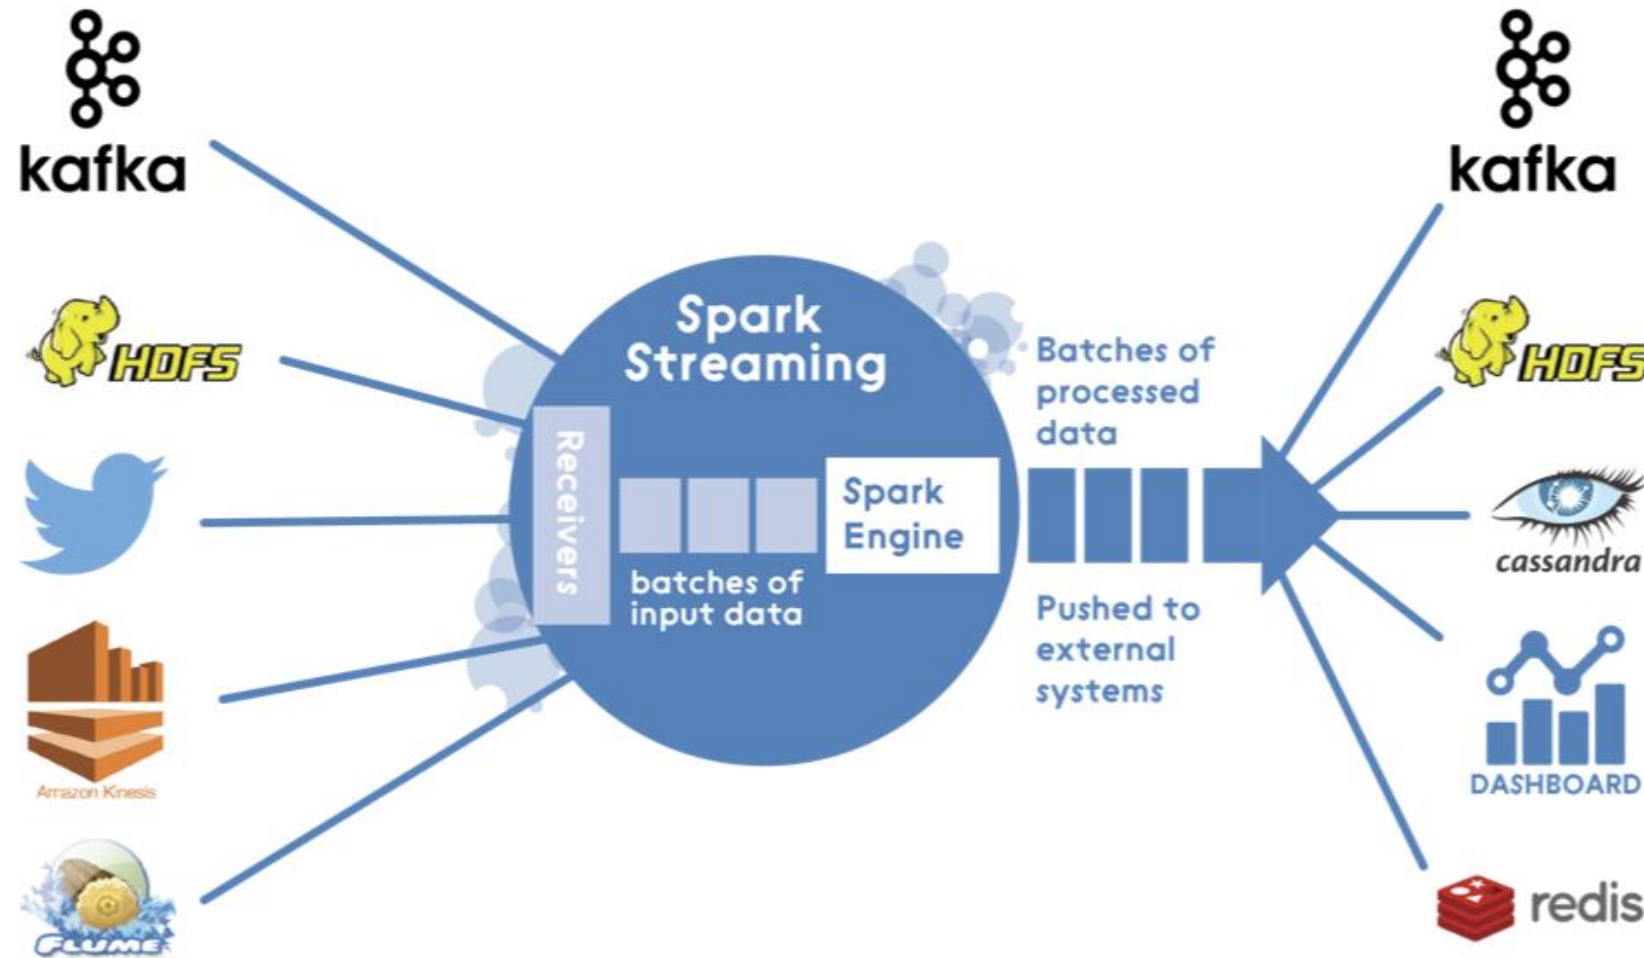 kafka
HDFS
Amazon Kinesis
FLUME
Spark
Streaming
Receivers
batches of
input data
Spark
Engine
Batches of
processed
data
Pushed to
external
systems
kafka
HDFS
cassandra
DASHBOARD
redis